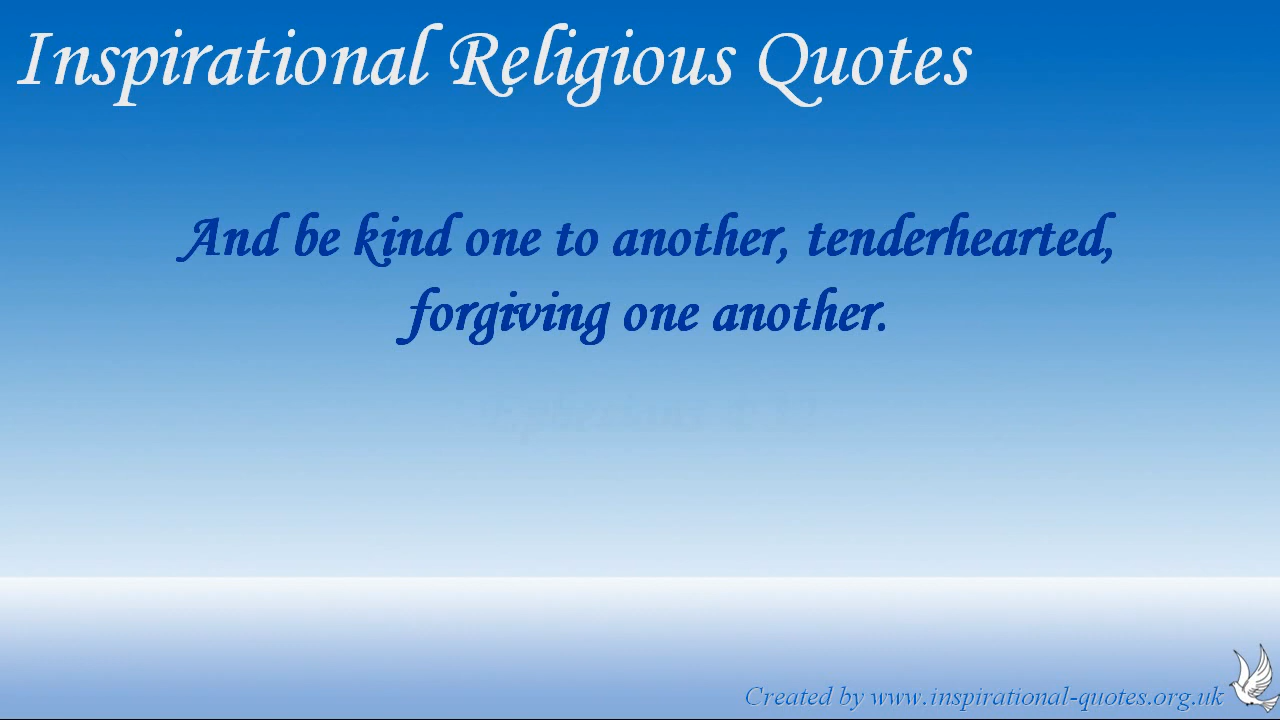 Inspirational Religious Quotes
And be kind one to another, tenderhearted,
forgiving one another.
Created by www.inspirational-quotes.org.uk